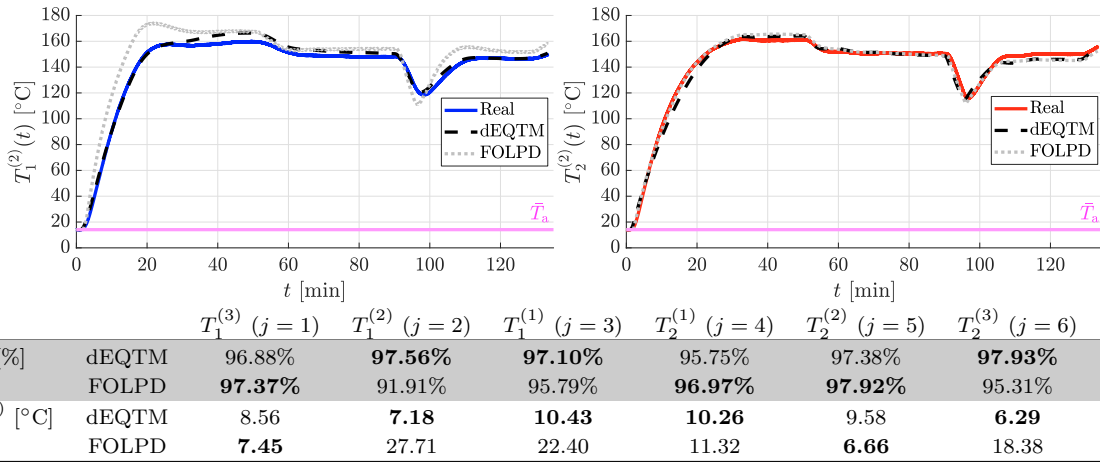 180
160
140
120
100
80
60
40
20
0
T_1^{(2)}(t) [°C]
Real
dEQTM
FOLPD
T̄_a
0 20 40 60 80 100 120
t [min]
180
160
140
120
100
80
60
40
20
0
T_2^{(2)}(t) [°C]
Real
dEQTM
FOLPD
T̄_a
0 20 40 60 80 100 120
t [min]
T_1^{(3)} (j = 1) T_1^{(2)} (j = 2) T_1^{(1)} (j = 3) T_2^{(1)} (j = 4) T_2^{(2)} (j = 5) T_2^{(3)} (j = 6)
[%] dEQTM 96.88% 97.56% 97.10% 95.75% 97.38% 97.93%
FOLPD 97.37% 91.91% 95.79% 96.97% 97.92% 95.31%
) [°C] dEQTM 8.56 7.18 10.43 10.26 9.58 6.29
FOLPD 7.45 27.71 22.40 11.32 6.66 18.38